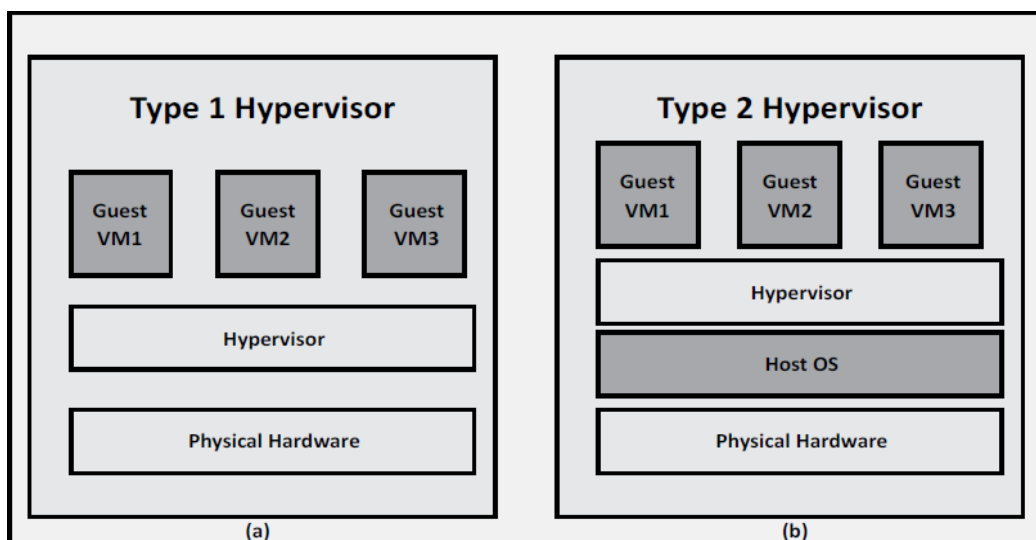 Type 1 Hypervisor
Guest
VM1
Guest
VM2
Guest
VM3
Hypervisor
Physical Hardware
(a)
Type 2 Hypervisor
Guest
VM1
Guest
VM2
Guest
VM3
Hypervisor
Host OS
Physical Hardware
(b)